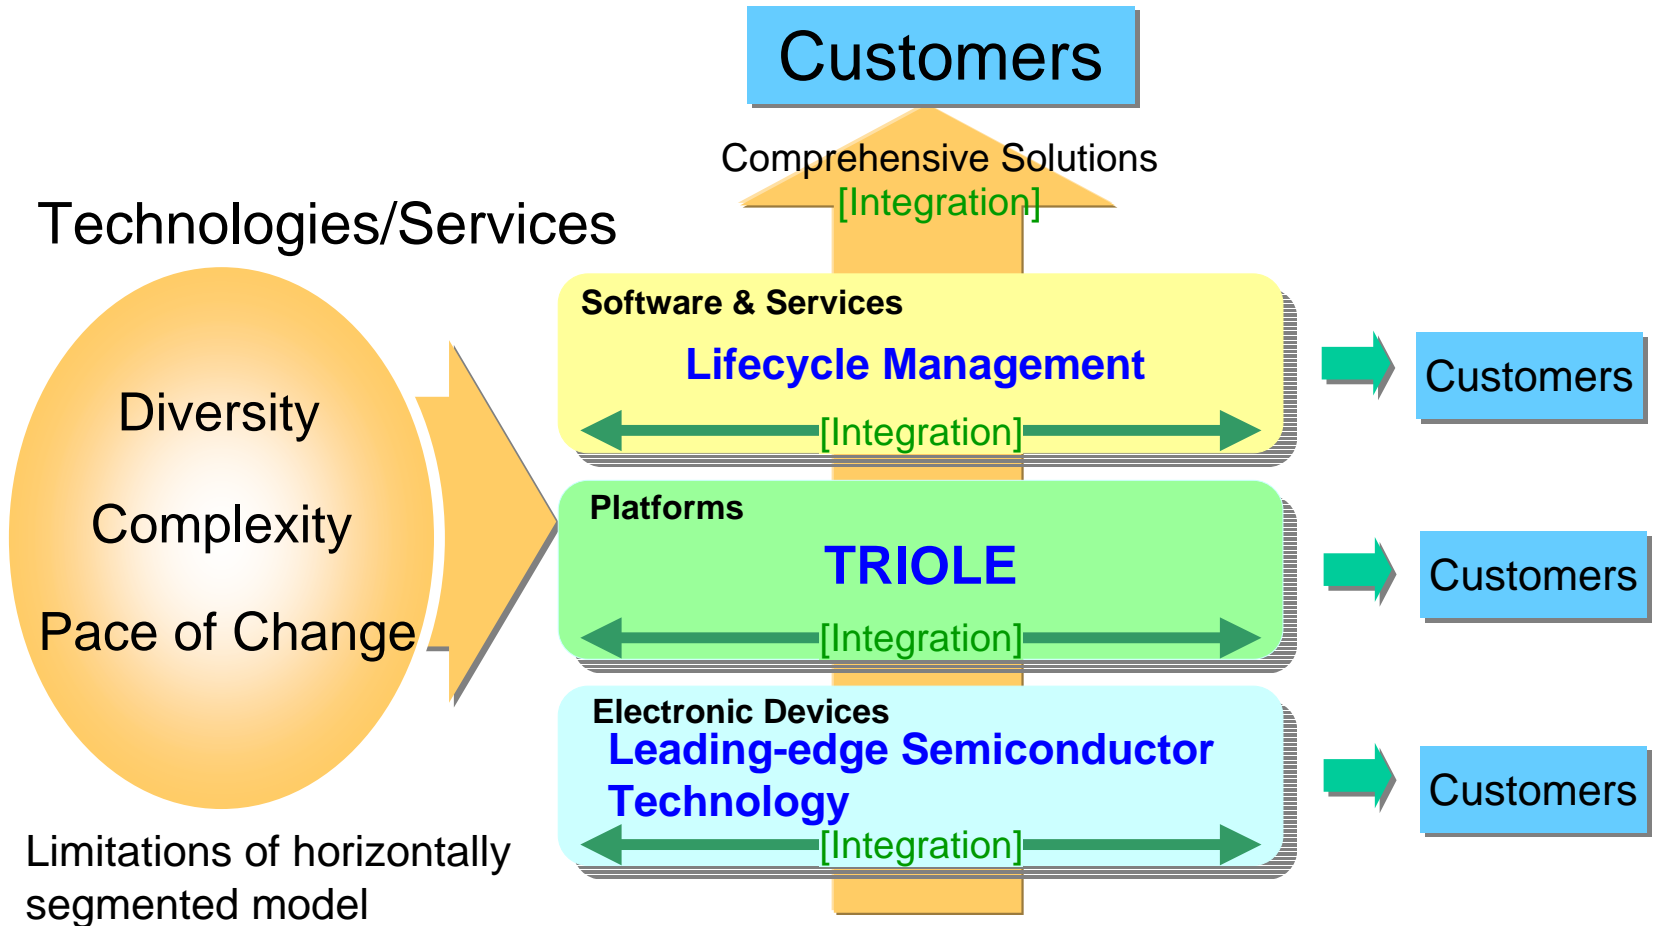 Customers
Comprehensive Solutions
[Integration]
Technologies/Services
Diversity
Complexity
Pace of Change
Limitations of horizontally
segmented model
Software & Services
Lifecycle Management
[Integration]
Customers
Platforms
TRIOLE
[Integration]
Customers
Electronic Devices
Leading-edge Semiconductor
Technology
[Integration]
Customers